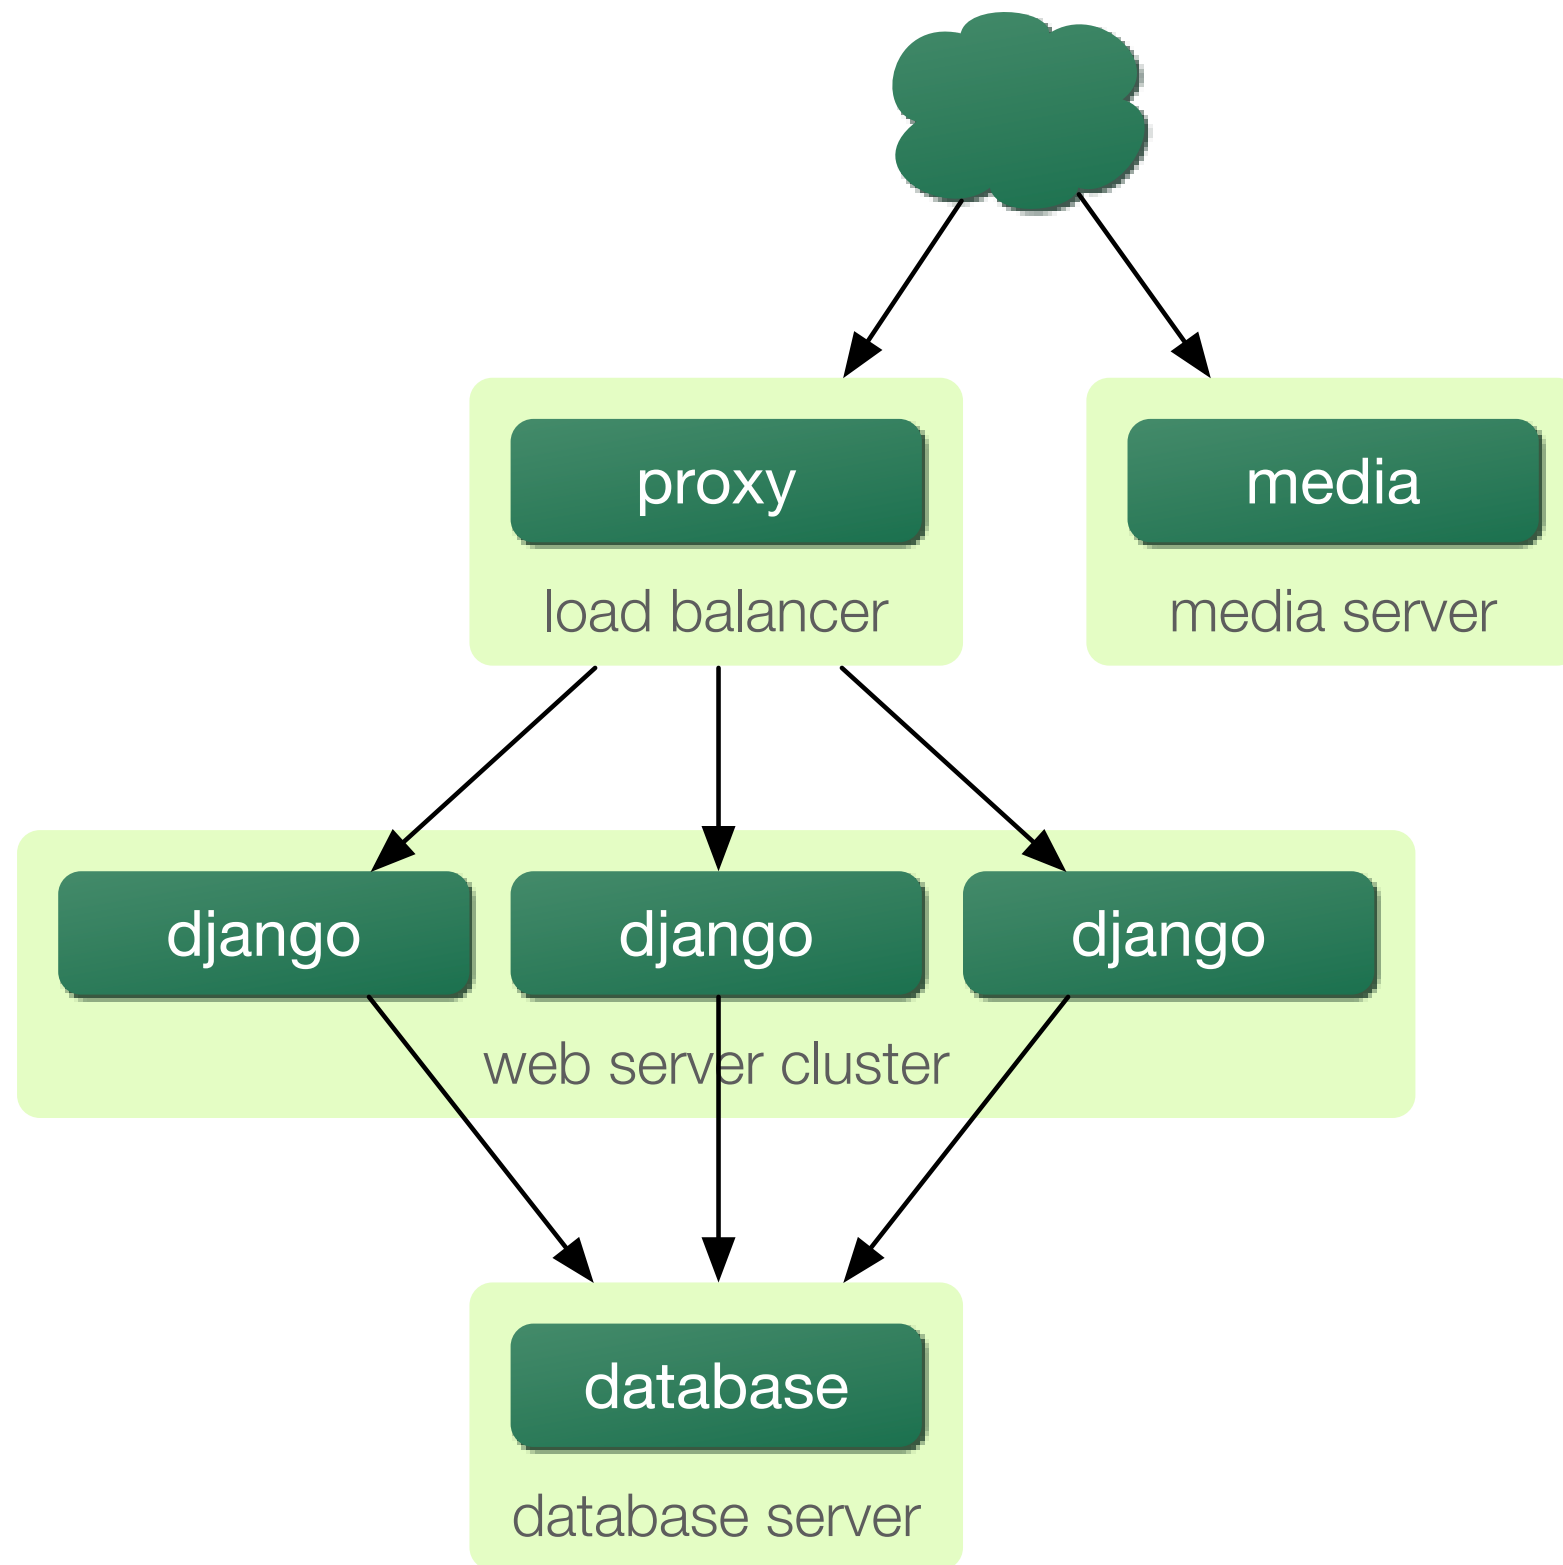 proxy
media
load balancer
media server
django
django
django
web server cluster
database
database server